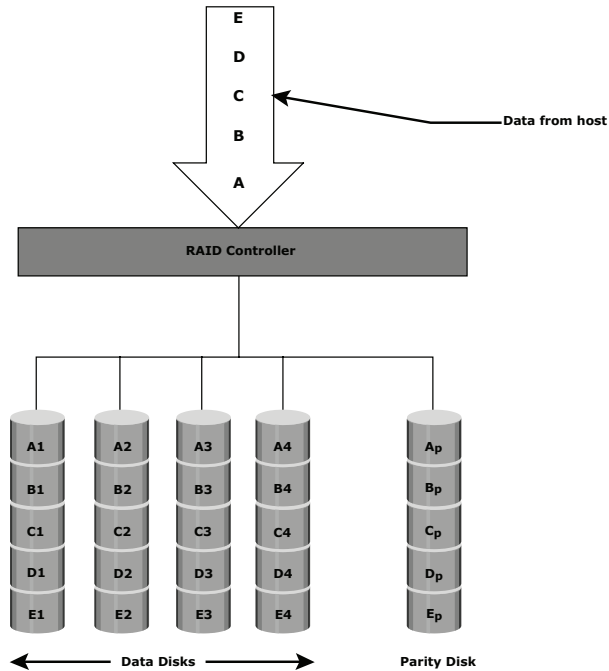 E
D
C
B
A
Data from host
RAID Controller
A1 A2 A3 A4 Ap
B1 B2 B3 B4 Bp
C1 C2 C3 C4 Cp
D1 D2 D3 D4 Dp
E1 E2 E3 E4 Ep
Data Disks Parity Disk